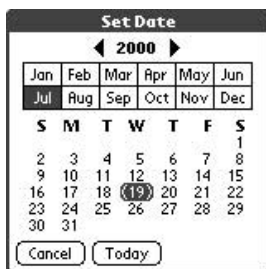 Set Date
2000
Jan Feb Mar Apr May Jun
Jul Aug Sep Oct Nov Dec
S M T W T F S
1
2 3 4 5 6 7 8
9 10 11 12 13 14 15
16 17 18 (19) 20 21 22
23 24 25 26 27 28 29
30 31
Cancel Today